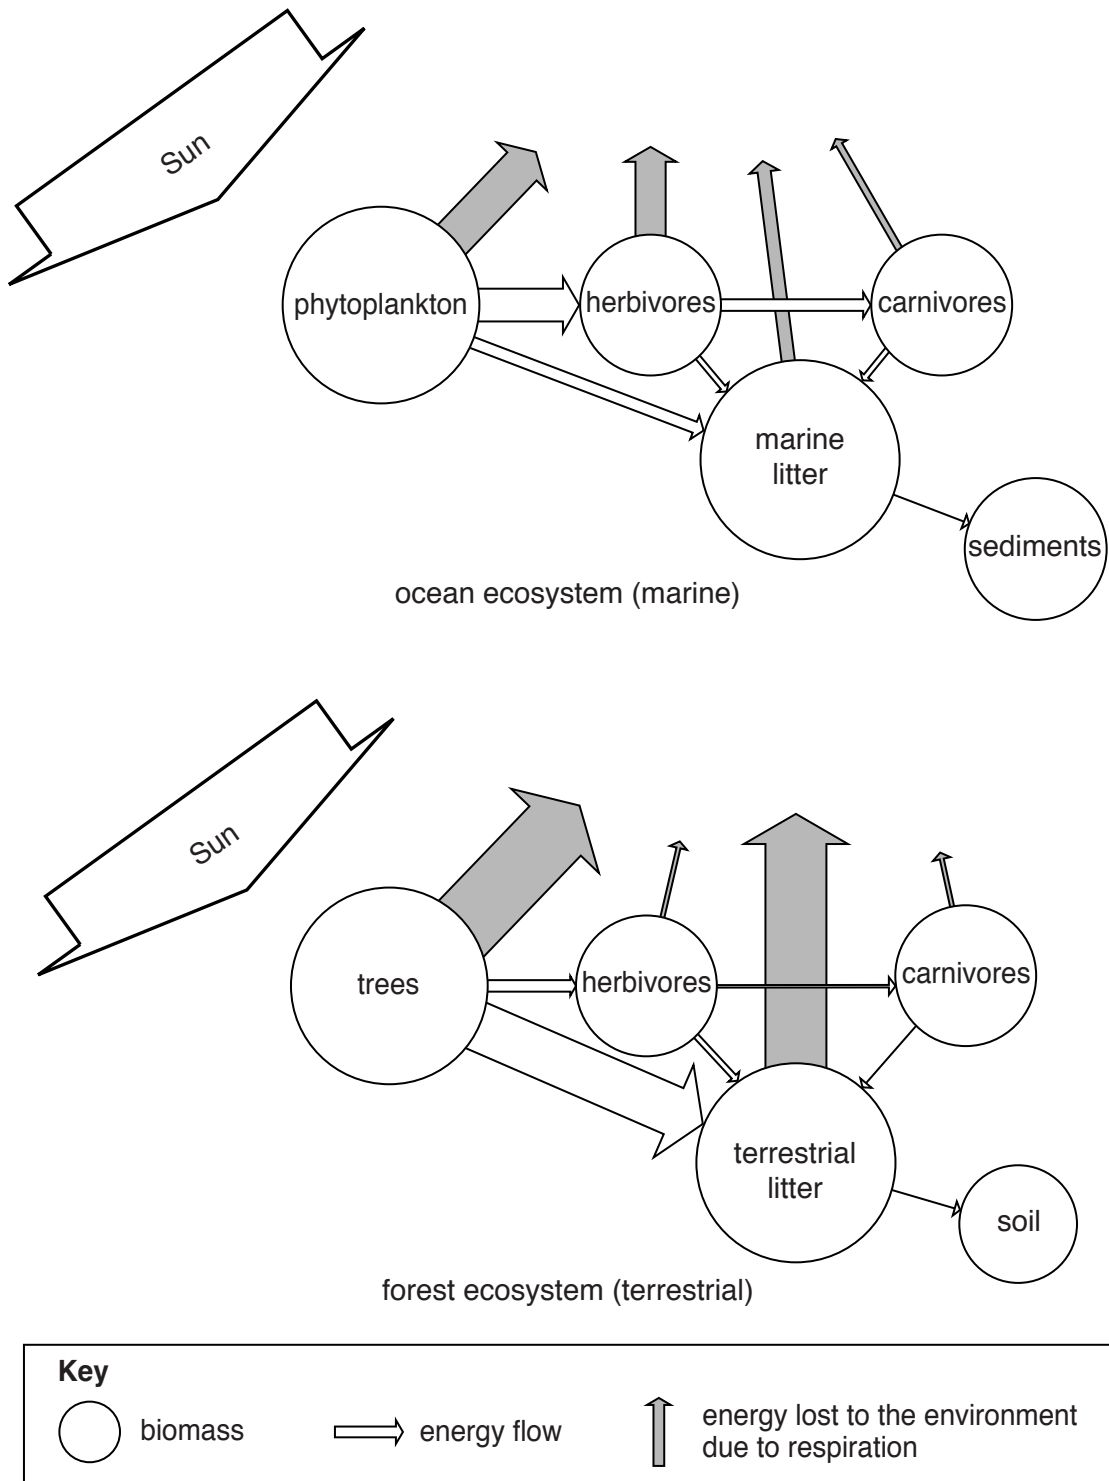 Sun
phytoplankton
herbivores
carnivores
marine
litter
sediments
ocean ecosystem (marine)
Sun
trees
herbivores
carnivores
terrestrial
litter
soil
forest ecosystem (terrestrial)
Key
biomass
energy flow
energy lost to the environment
due to respiration